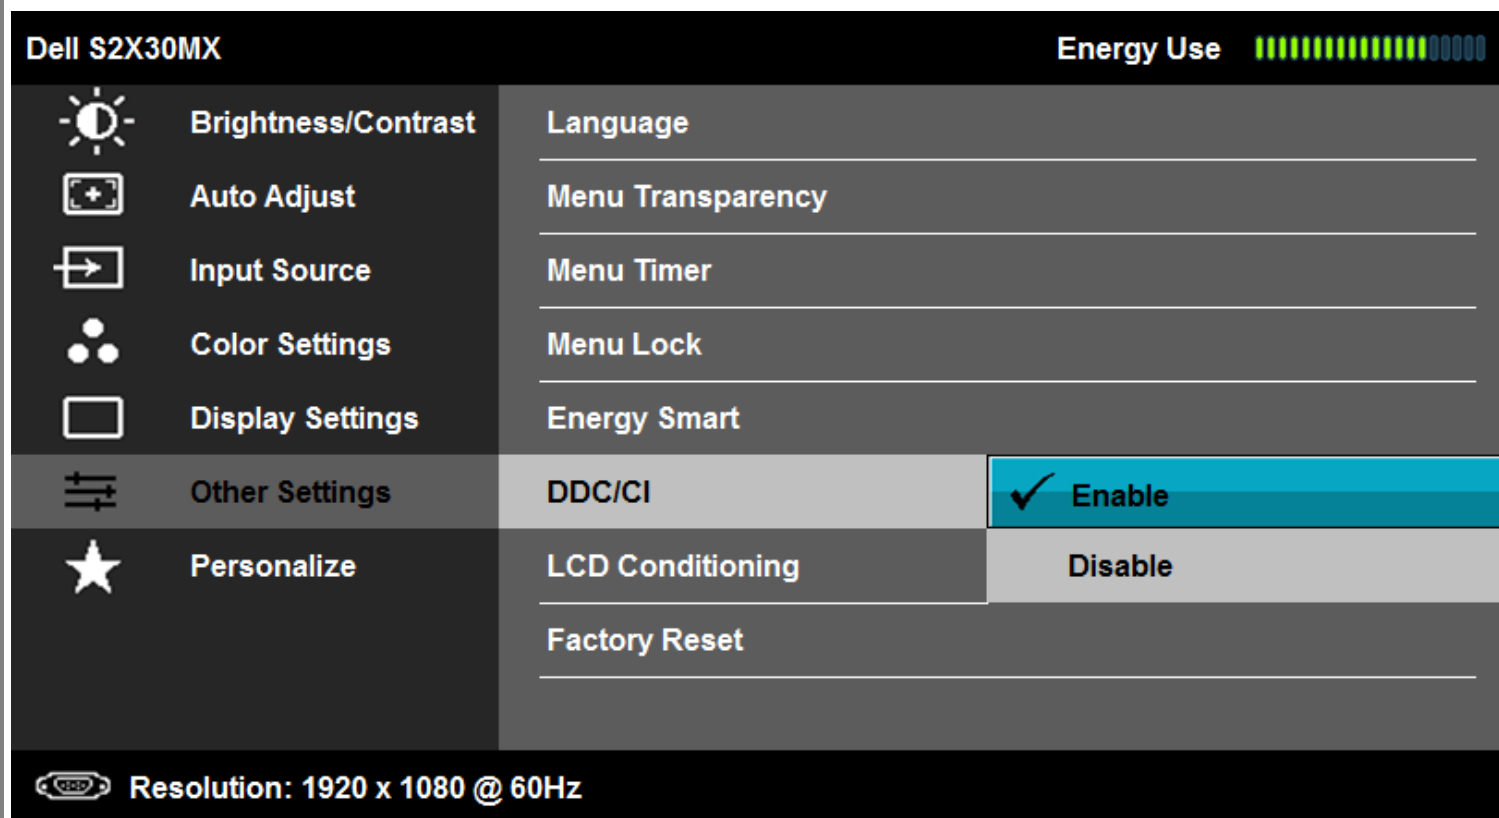 Dell S2X30MX Energy Use
Brightness/Contrast Language
Auto Adjust Menu Transparency
Input Source Menu Timer
Color Settings Menu Lock
Display Settings Energy Smart
Other Settings DDC/CI Enable
Personalize LCD Conditioning Disable
Factory Reset
Resolution: 1920 x 1080 @ 60Hz